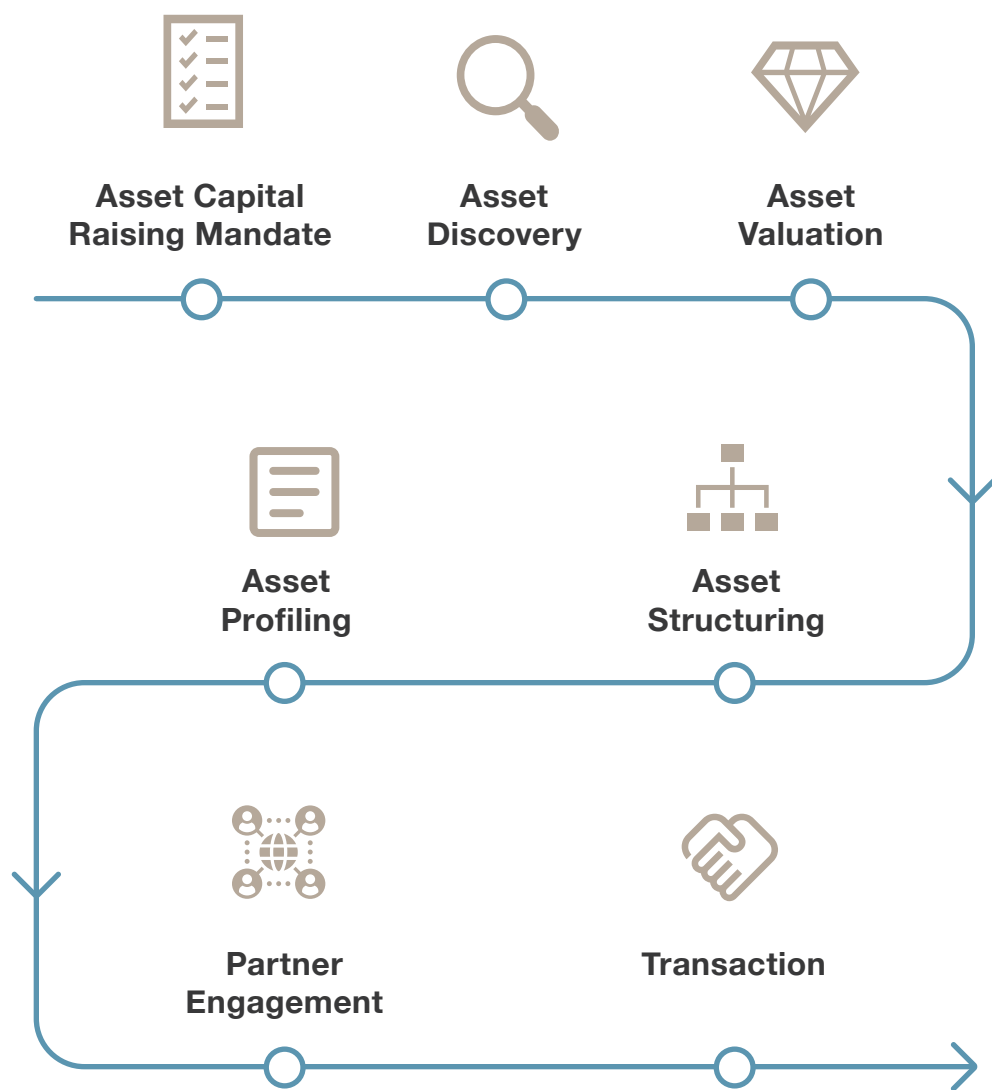 Asset Capital
Raising Mandate
Asset
Discovery
Asset
Valuation
Asset
Structuring
Asset
Profiling
Partner
Engagement
Transaction